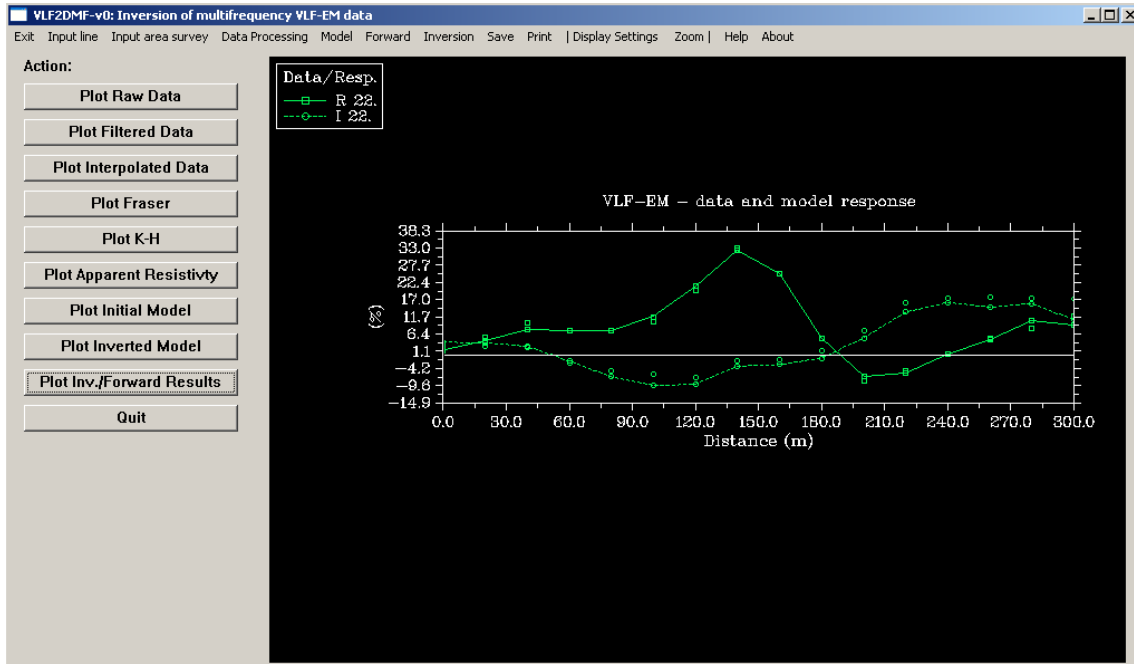 VLF2DMF-v0: Inversion of multifrequency VLF-EM data
Exit Input line Input area survey Data Processing Model Forward Inversion Save Print | Display Settings Zoom | Help About
Action:
Plot Raw Data
Plot Filtered Data
Plot Interpolated Data
Plot Fraser
Plot K-H
Plot Apparent Resistivty
Plot Initial Model
Plot Inverted Model
Plot Inv./Forward Results
Quit
Data/Resp.
R 22.
I 22.
VLF-EM - data and model response
38.3
33.0
27.7
22.4
17.0
11.7
6.4
1.1
-4.2
-9.6
-14.9
(%)
0.0 30.0 60.0 90.0 120.0 150.0 180.0 210.0 240.0 270.0 300.0
Distance (m)